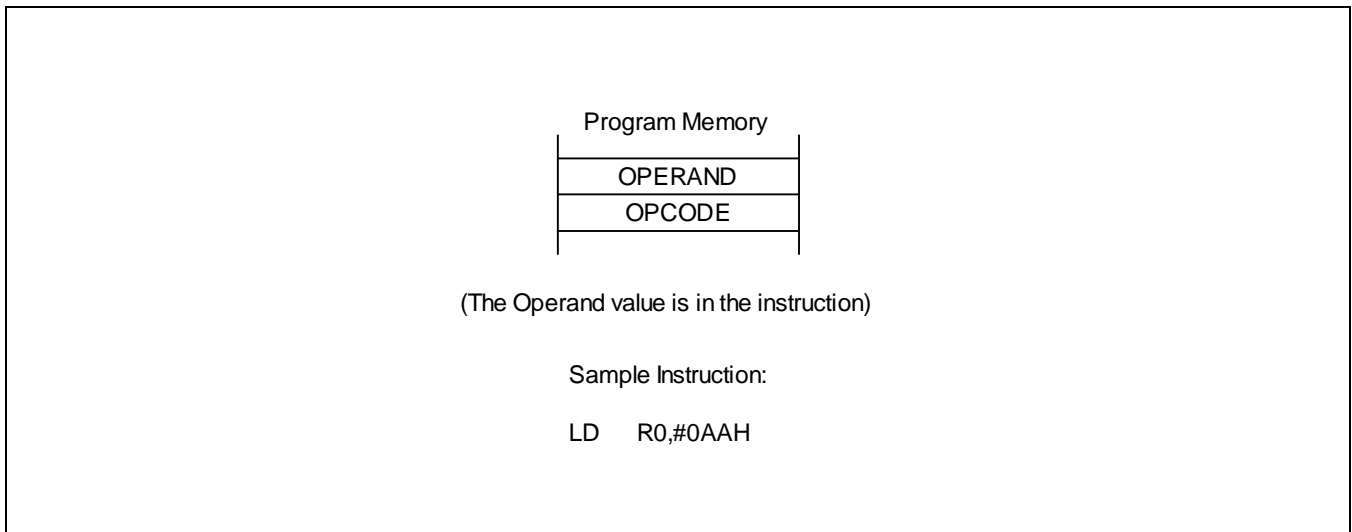 Program Memory
OPERAND
OPCODE
(The Operand value is in the instruction)
Sample Instruction:
LD R0,#0AAH